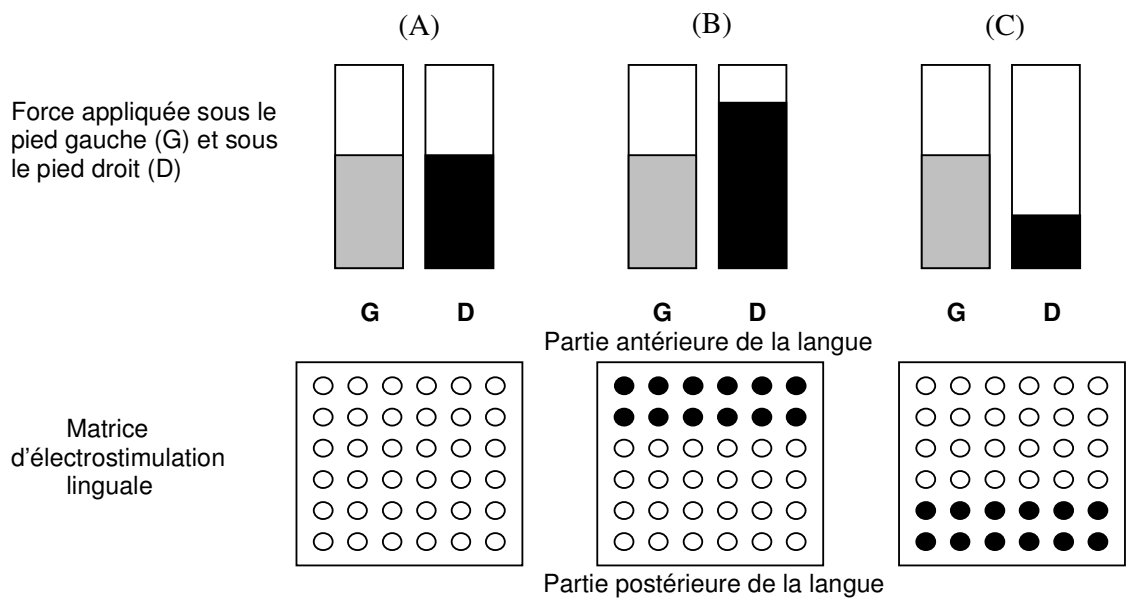 (A) (B) (C)
Force appliquée sous le
pied gauche (G) et sous
le pied droit (D)
G D G D G D
Partie antérieure de la langue
Matrice
d'électrostimulation
linguale
Partie postérieure de la langue